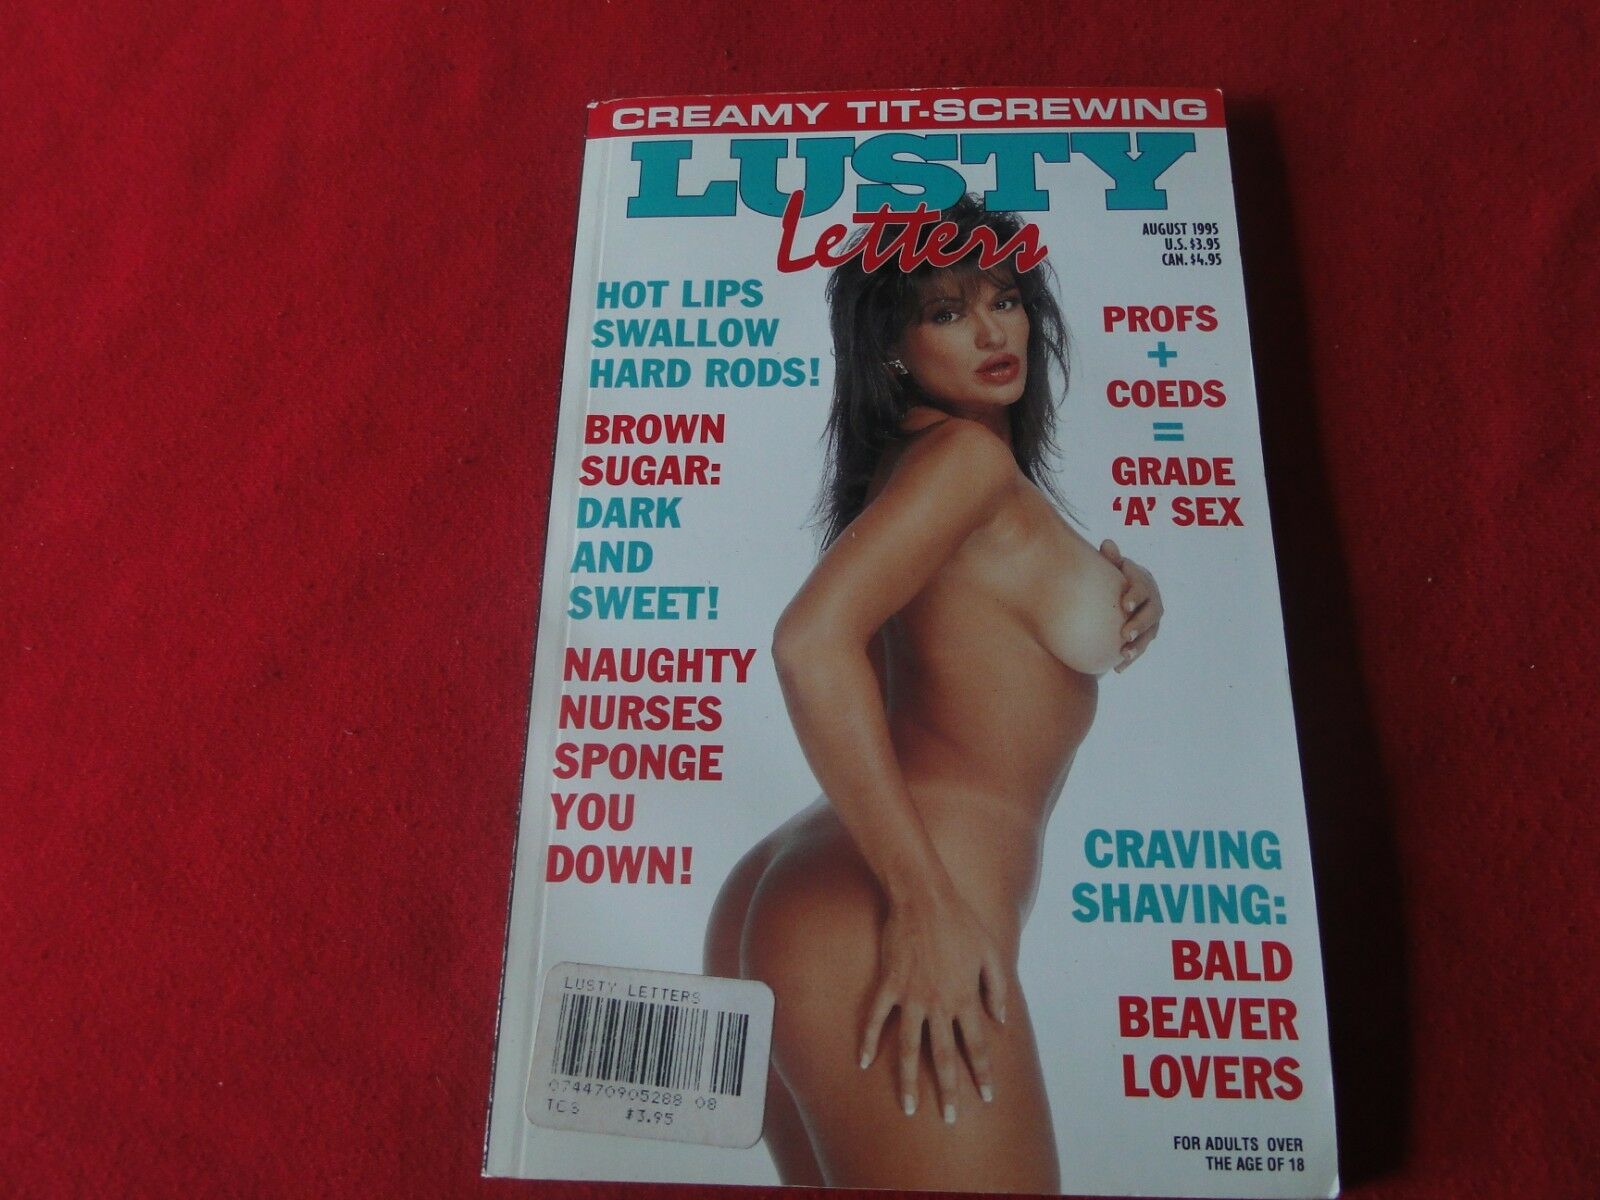 CREAMY TIT-SCREWING
LUSTY
Letters
AUGUST 1995
U.S. $3.95
CAN. $4.95
HOT LIPS
SWALLOW
HARD RODS!
BROWN
SUGAR:
DARK
AND
SWEET!
NAUGHTY
NURSES
SPONGE
YOU
DOWN!
PROFS
+
COEDS
=
GRADE
‘A’ SEX
CRAVING
SHAVING:
BALD
BEAVER
LOVERS
LUSTY LETTERS
074470905288 08
TCS $3.95
FOR ADULTS OVER
THE AGE OF 18